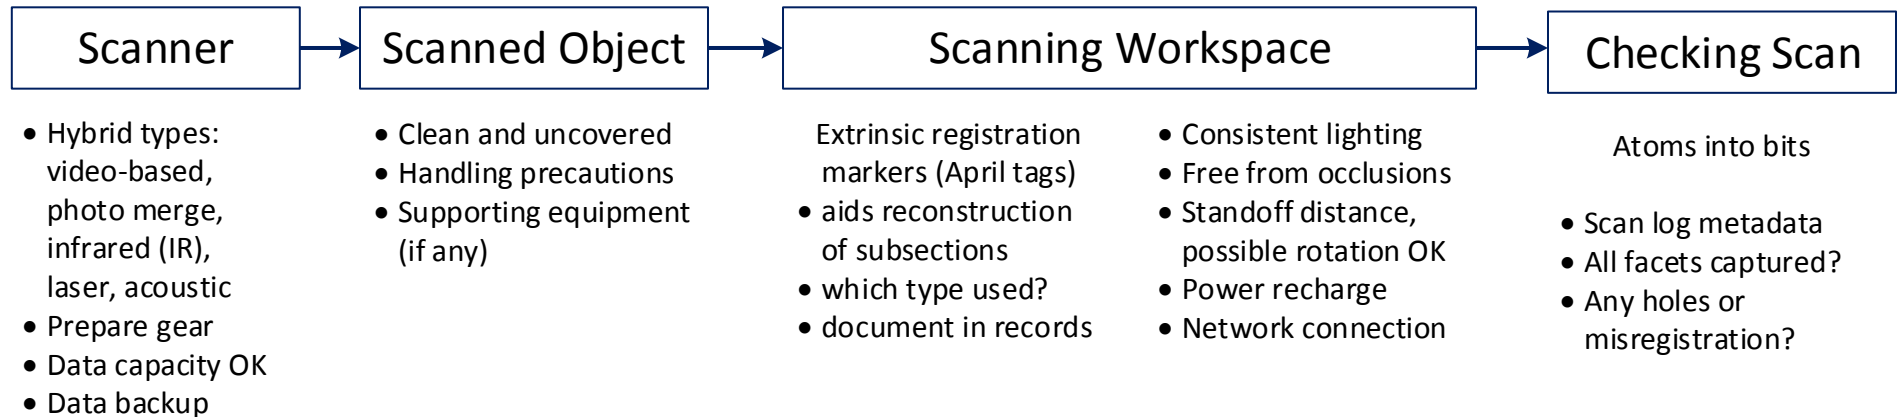 Scanner
• Hybrid types:
video-based,
photo merge,
infrared (IR),
laser, acoustic
• Prepare gear
• Data capacity OK
• Data backup
Scanned Object
• Clean and uncovered
• Handling precautions
• Supporting equipment
(if any)
Scanning Workspace
Extrinsic registration
markers (April tags)
• aids reconstruction
of subsections
• which type used?
• document in records
• Consistent lighting
• Free from occlusions
• Standoff distance,
possible rotation OK
• Power recharge
• Network connection
Checking Scan
Atoms into bits
• Scan log metadata
• All facets captured?
• Any holes or
misregistration?